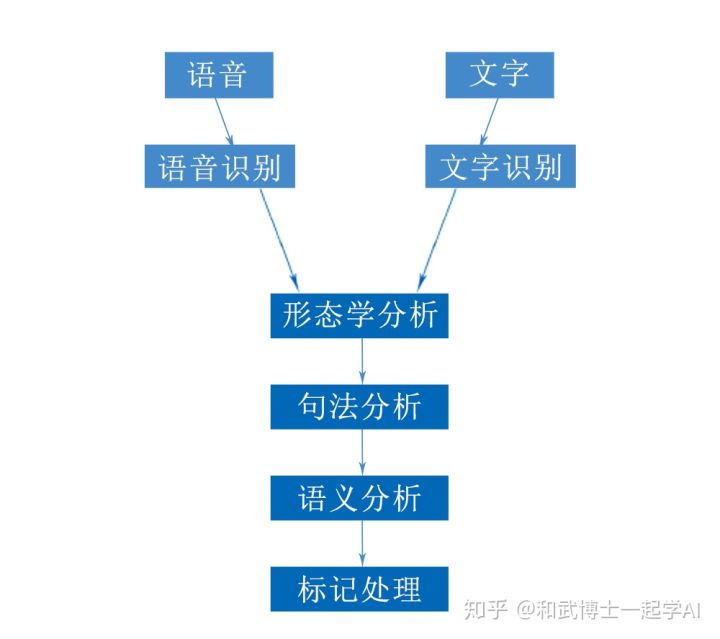 语音
文字
语音识别
文字识别
形态学分析
句法分析
语义分析
标记处理
知乎 @和武博士一起学AI